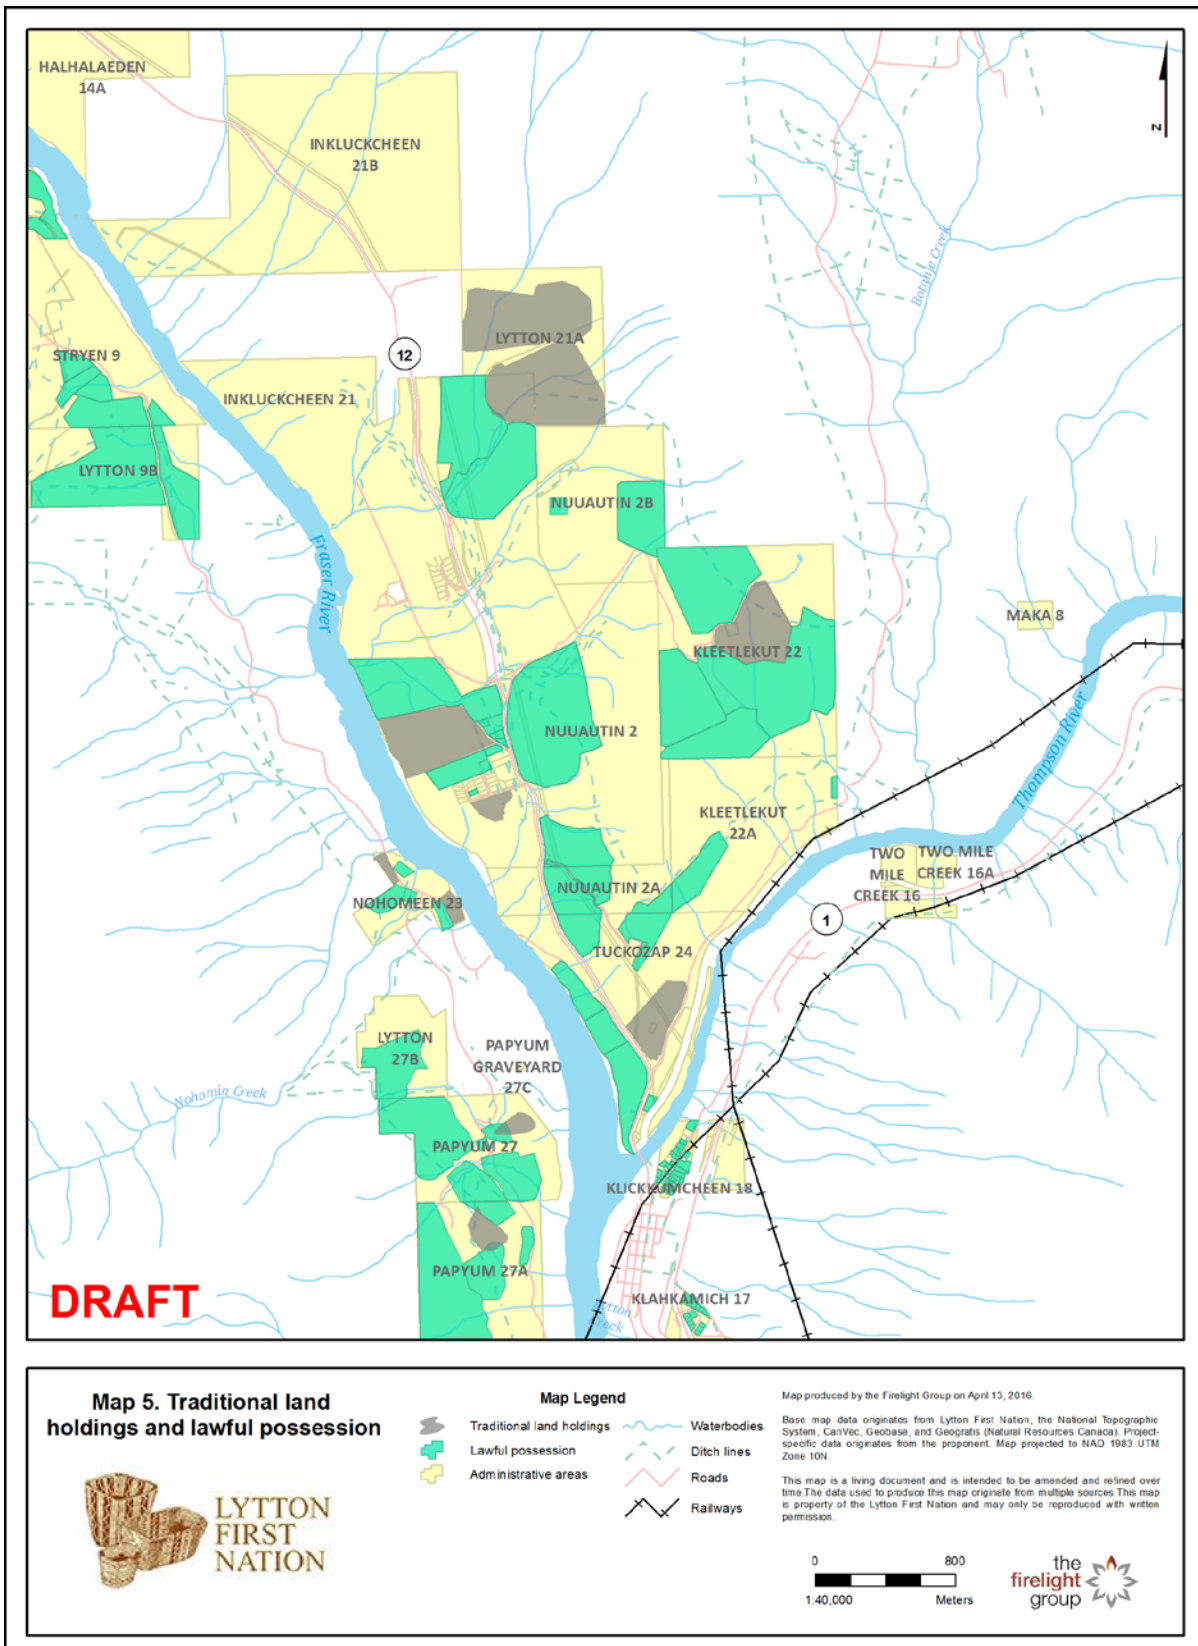 HALHALAEDEN
14A
INKLUCKCHEEN
21B
N
Botanie Creek
LYTTON 21A
12
STRYEN 9
INKLUCKCHEEN 21
LYTTON 9B
NUUAUTIN 2B
Fraser River
MAKA 8
KLEETLEKUT 22
NUUAUTIN 2
Thompson River
KLEETLEKUT
22A
TWO
MILE
CREEK 16
TWO MILE
CREEK 16A
NUUAUTIN 2A
NOHOMEEN 23
1
TUCKOZAP 24
LYTTON
27B
PAPYUM
GRAVEYARD
27C
Nohomin Creek
PAPYUM 27
KLICKKUMCHEEN 18
PAPYUM 27A
KLAHKAMICH 17
Lytton
Creek
DRAFT
Map 5. Traditional land
holdings and lawful possession
LYTTON
FIRST
NATION
Map Legend
Traditional land holdings
Lawful possession
Administrative areas
Waterbodies
Ditch lines
Roads
Railways
Map produced by the Firelight Group on April 13, 2016.
Base map data originates from Lytton First Nation, the National Topographic
System, CanVec, Geobase, and Geogratis (Natural Resources Canada). Project-
specific data originates from the proponent. Map projected to NAD 1983 UTM
Zone 10N.
This map is a living document and is intended to be amended and refined over
time.The data used to produce this map originate from multiple sources.This map
is property of the Lytton First Nation and may only be reproduced with written
permission.
0 800
1:40,000 Meters
the
firelight
group